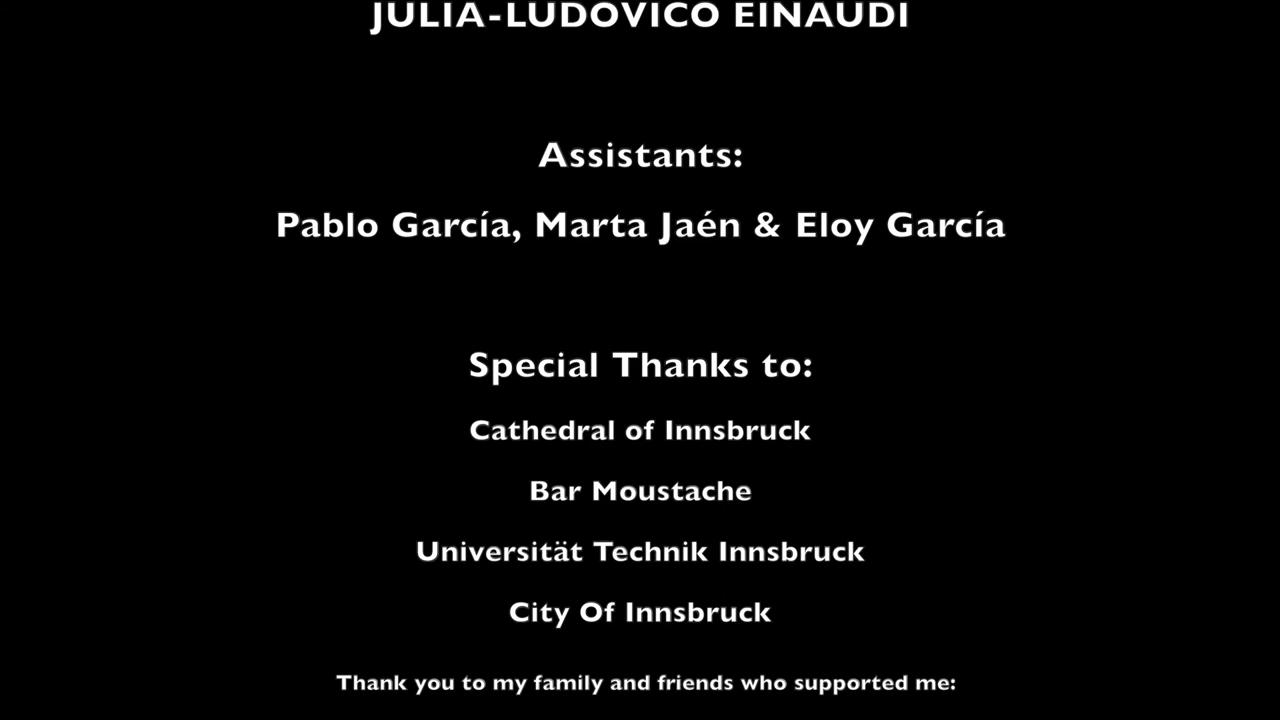 JULIA-LUDOVICO EINAUDI
Assistants:
Pablo García, Marta Jaén & Eloy García
Special Thanks to:
Cathedral of Innsbruck
Bar Moustache
Universität Technik Innsbruck
City Of Innsbruck
Thank you to my family and friends who supported me: